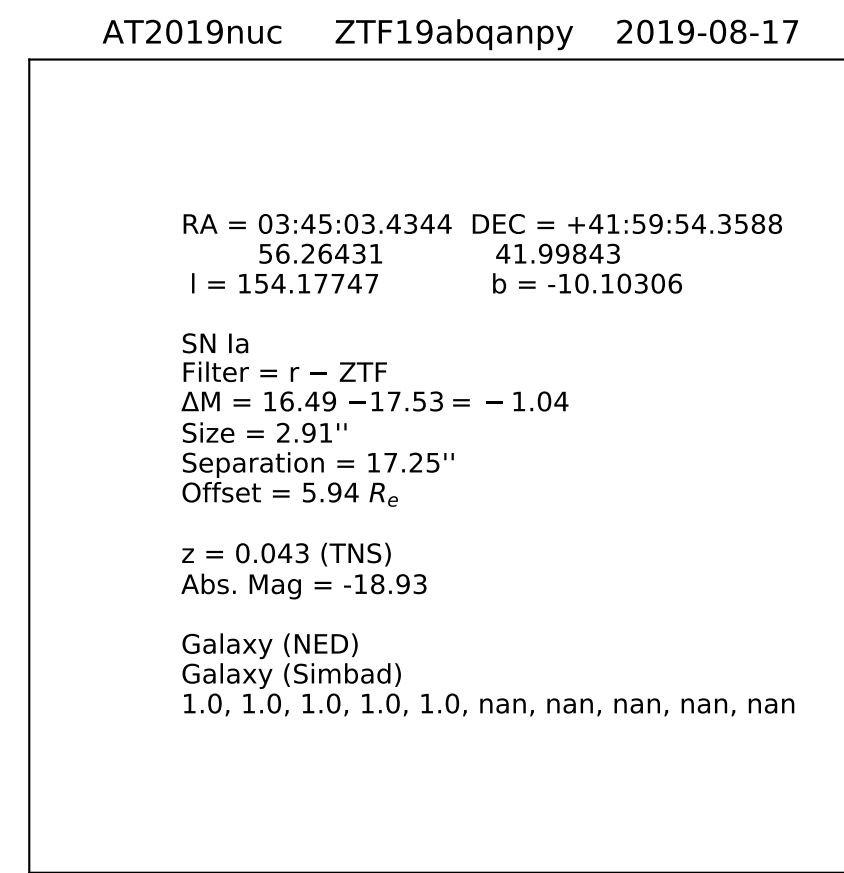 AT2019nuc ZTF19abqanpy 2019-08-17
RA = 03:45:03.4344 DEC = +41:59:54.3588
56.26431 41.99843
l = 154.17747 b = -10.10306
SN Ia
Filter = r − ZTF
ΔM = 16.49 −17.53 = − 1.04
Size = 2.91''
Separation = 17.25''
Offset = 5.94 Rₑ
z = 0.043 (TNS)
Abs. Mag = -18.93
Galaxy (NED)
Galaxy (Simbad)
1.0, 1.0, 1.0, 1.0, 1.0, nan, nan, nan, nan, nan